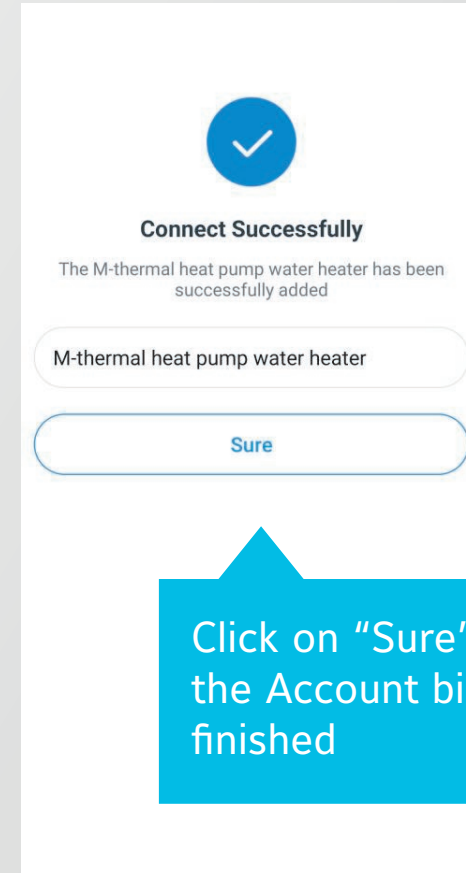 Connect Successfully
The M-thermal heat pump water heater has been
successfully added
M-thermal heat pump water heater
Sure
Click on “Sure”
the Account bi
finished